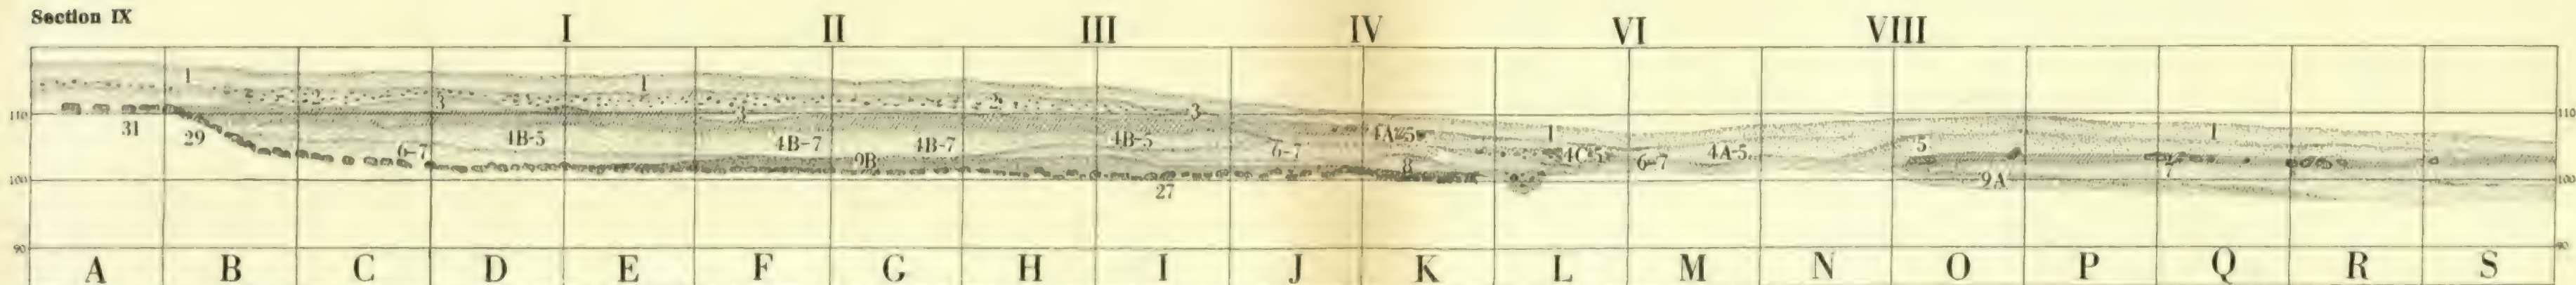 Section IX
I II III IV VI VIII
1 1
2 3 2 3
110 31 29 3 4A-5 1 1 110
6-7 4B-5 4B-7 9B 4B-7 4B-5 6-7 8 4C-5 6-7 4A-5 5 7
100 27 9A 100
90 90
A B C D E F G H I J K L M N O P Q R S